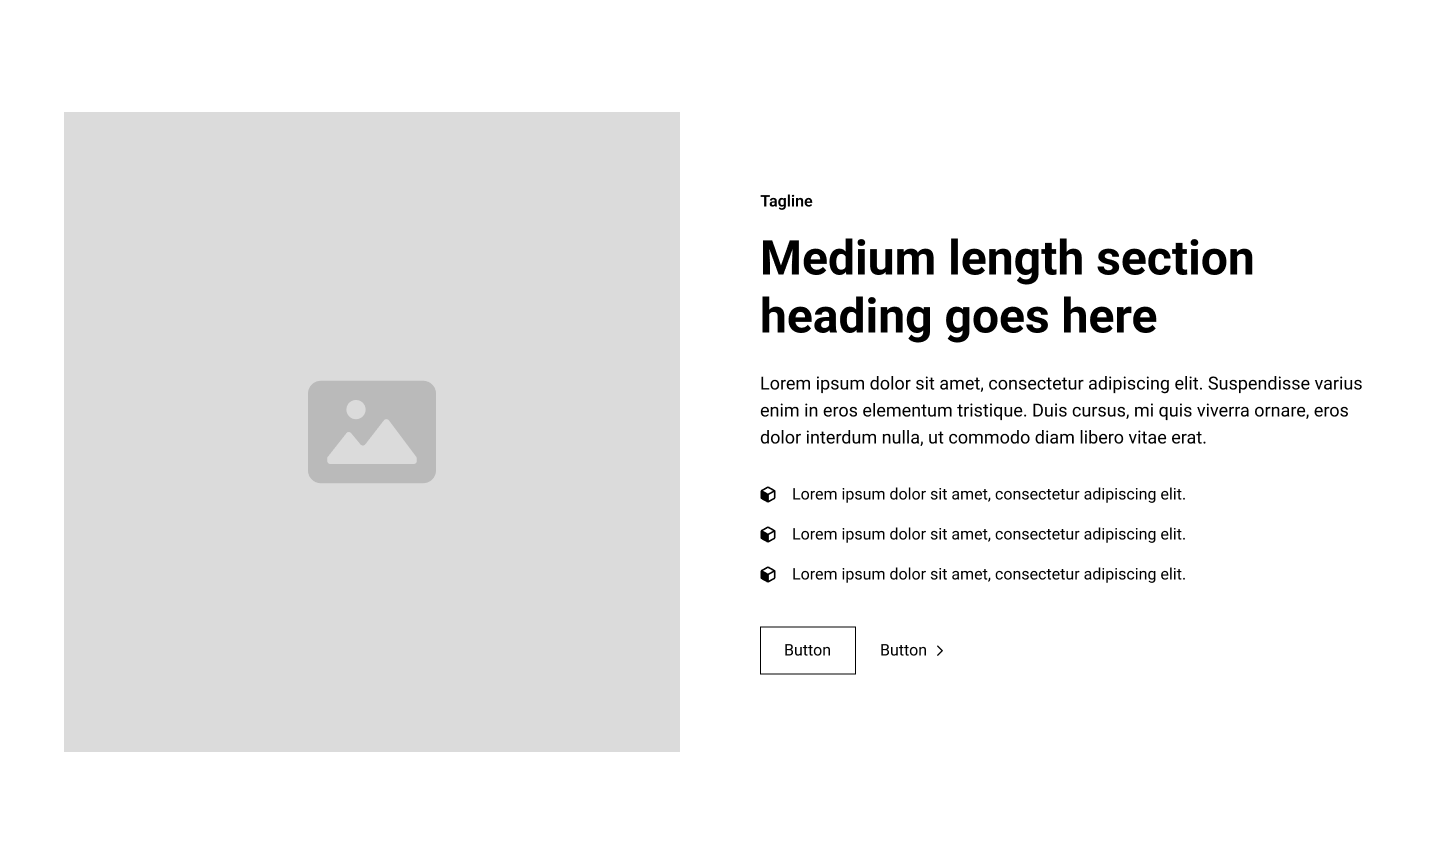 Tagline
Medium length section
heading goes here
Lorem ipsum dolor sit amet, consectetur adipiscing elit. Suspendisse varius
enim in eros elementum tristique. Duis cursus, mi quis viverra ornare, eros
dolor interdum nulla, ut commodo diam libero vitae erat.
Lorem ipsum dolor sit amet, consectetur adipiscing elit.
Lorem ipsum dolor sit amet, consectetur adipiscing elit.
Lorem ipsum dolor sit amet, consectetur adipiscing elit.
Button
Button